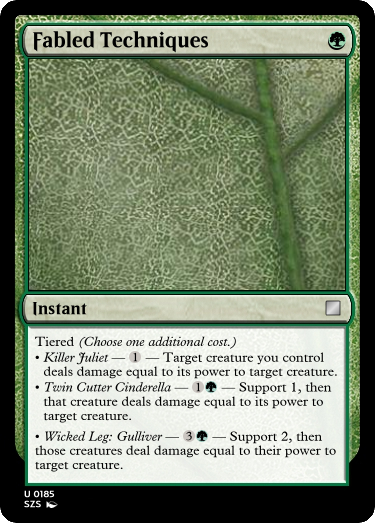 Fabled Techniques
Instant
Tiered (Choose one additional cost.)
• Killer Juliet — 1 — Target creature you control
deals damage equal to its power to target creature.
• Twin Cutter Cinderella — 1 — Support 1, then
that creature deals damage equal to its power to
target creature.
• Wicked Leg: Gulliver — 3 — Support 2, then
those creatures deal damage equal to their power to
target creature.
U 0185
SZS